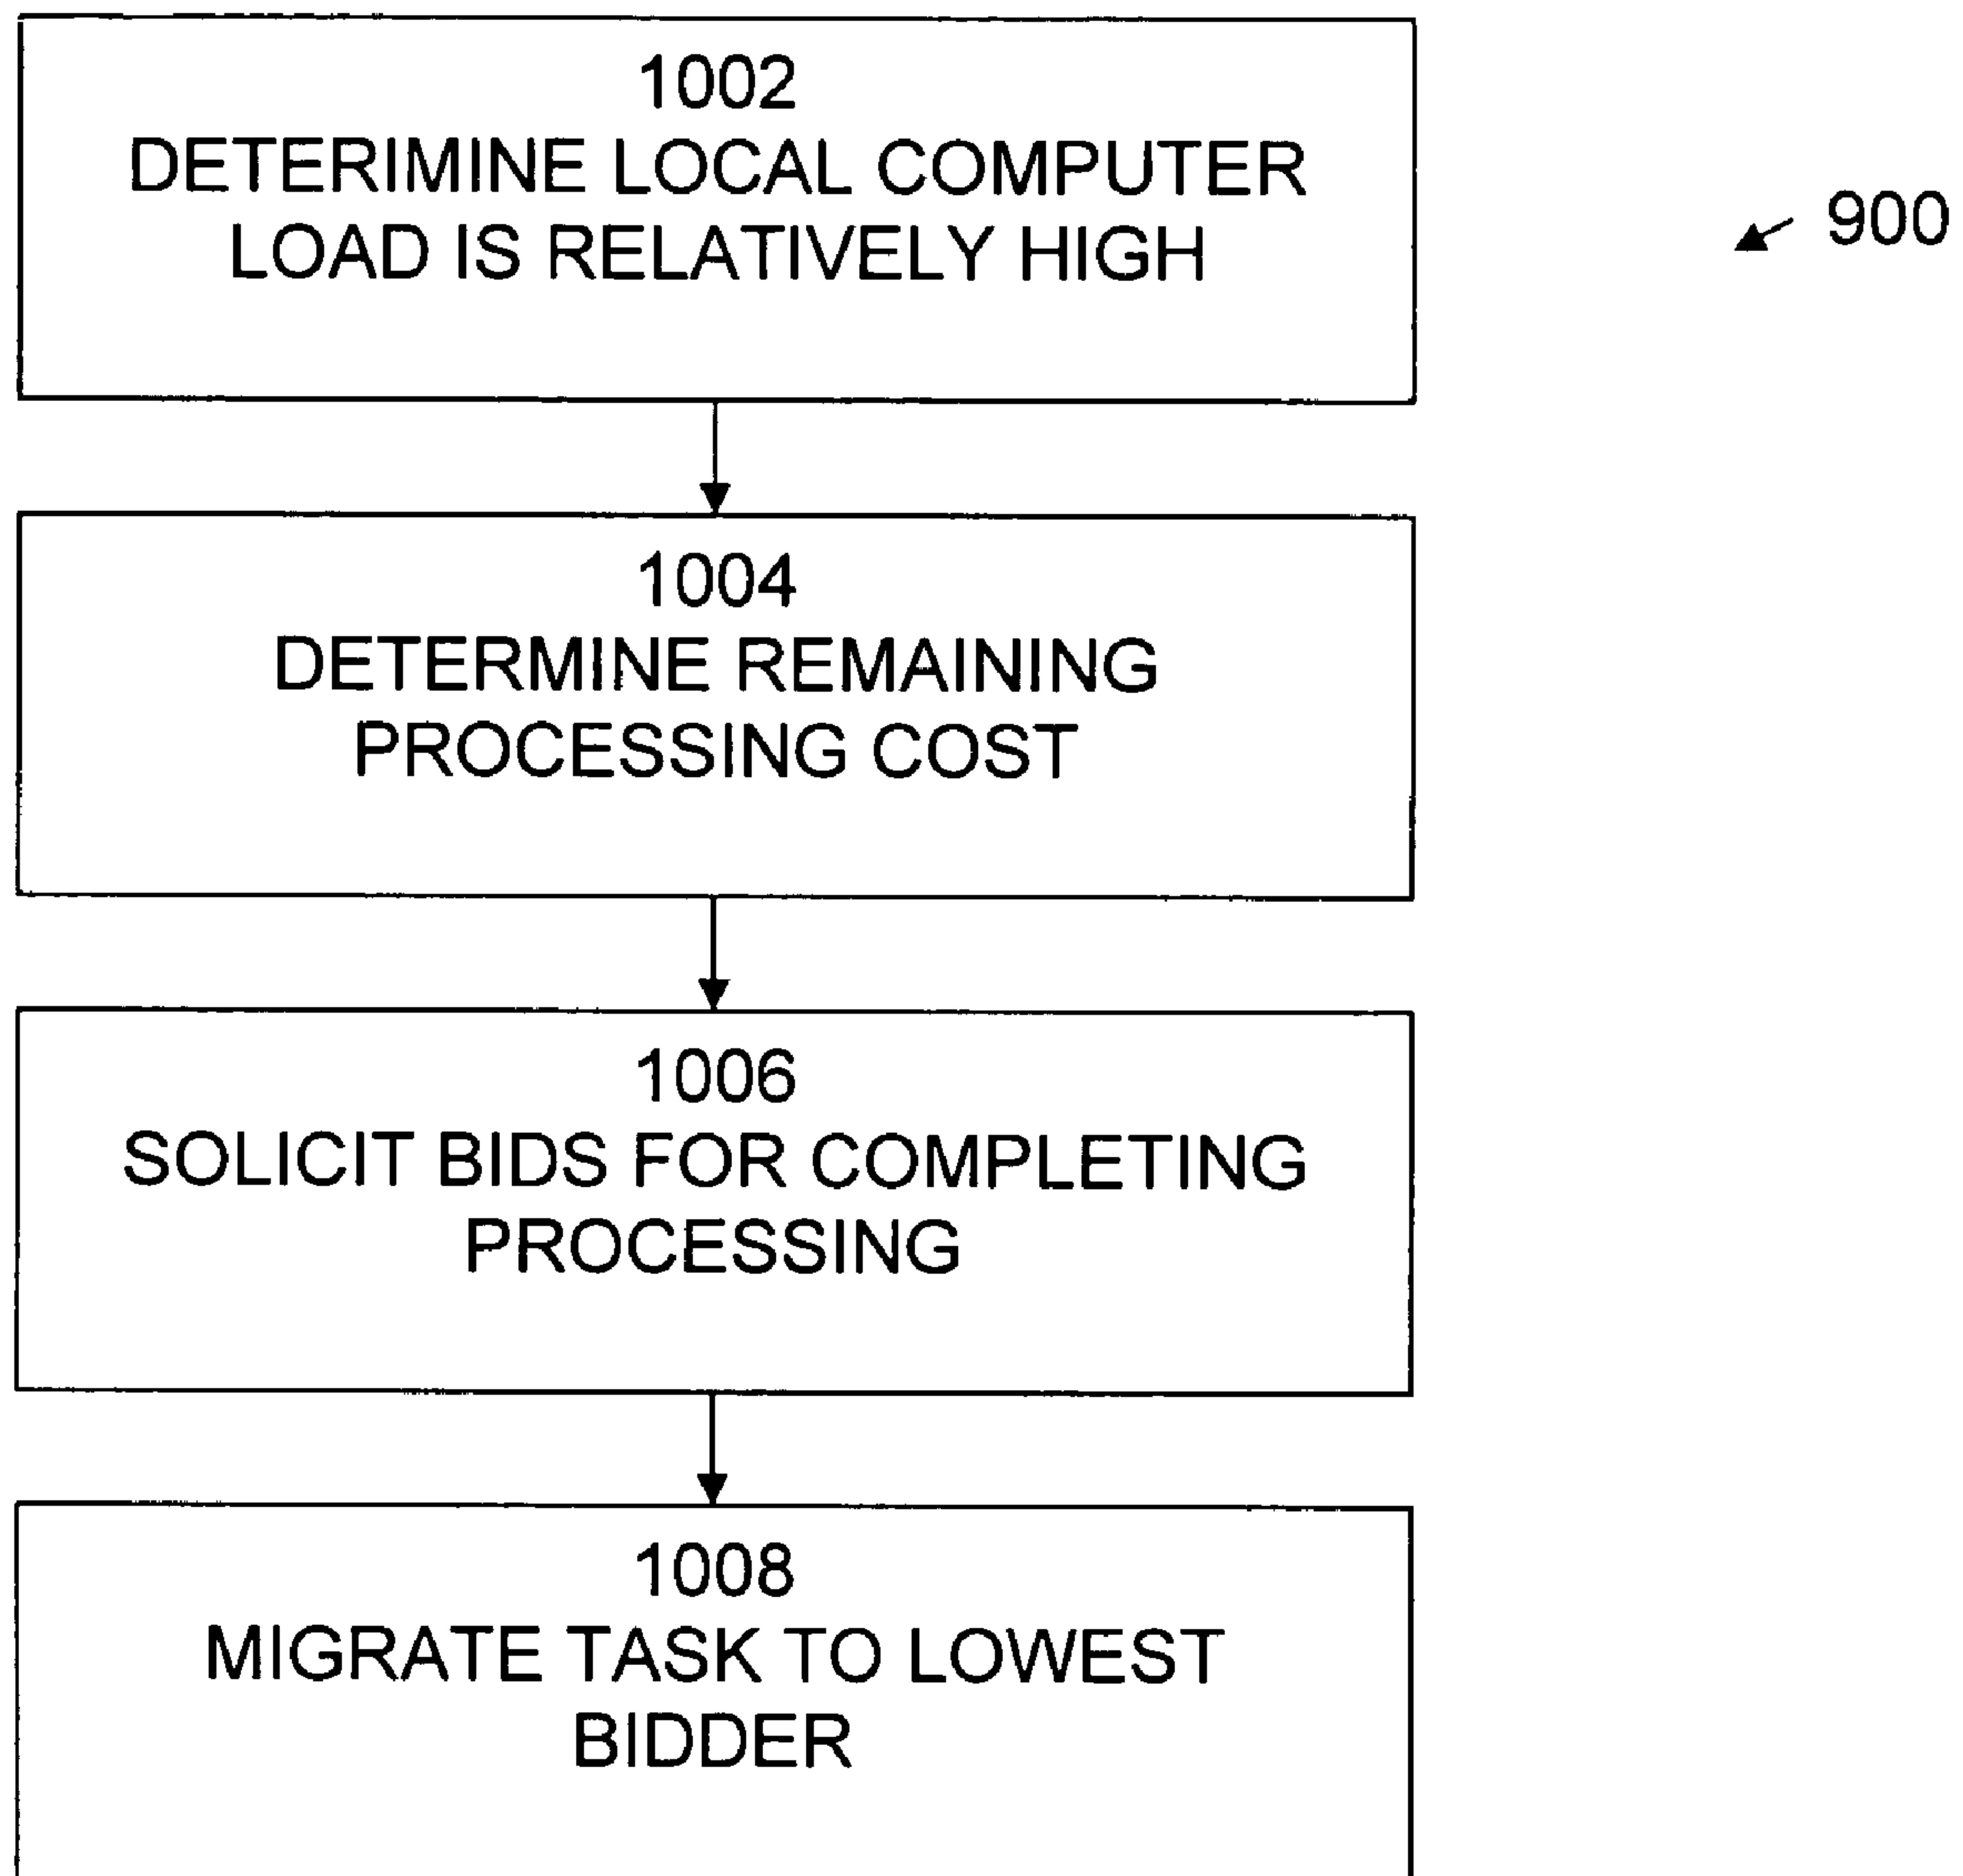 1002
DETERIMINE LOCAL COMPUTER
LOAD IS RELATIVELY HIGH
900
1004
DETERMINE REMAINING
PROCESSING COST
1006
SOLICIT BIDS FOR COMPLETING
PROCESSING
1008
MIGRATE TASK TO LOWEST
BIDDER